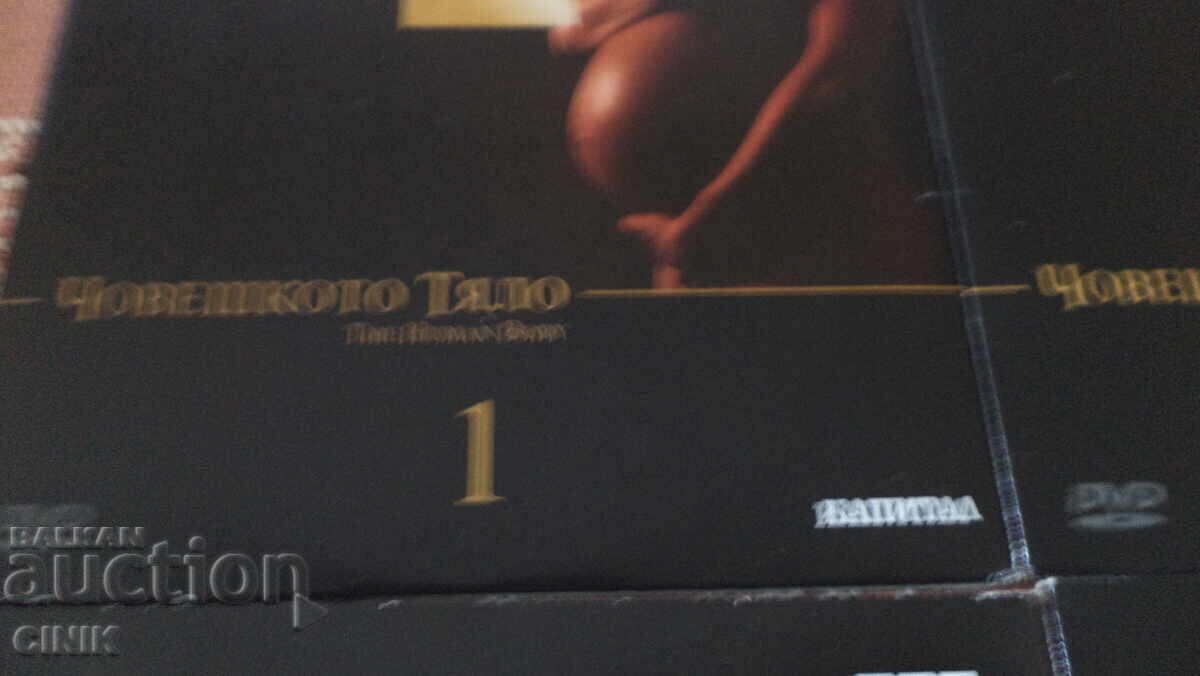 Човешкото Тяло
The Human Body
1
КАПИТАЛ
DVD
Човеш
BALKAN
auction
CINIK